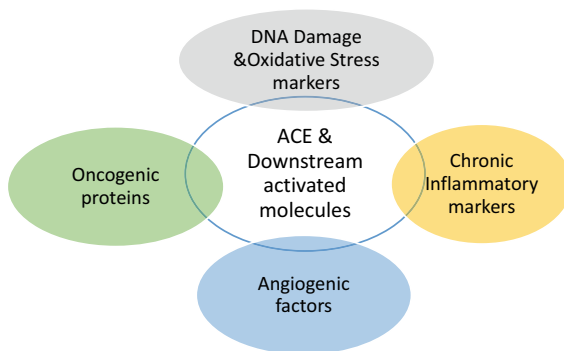 DNA Damage
&Oxidative Stress
markers
ACE &
Downstream
activated
molecules
Oncogenic
proteins
Chronic
Inflammatory
markers
Angiogenic
factors